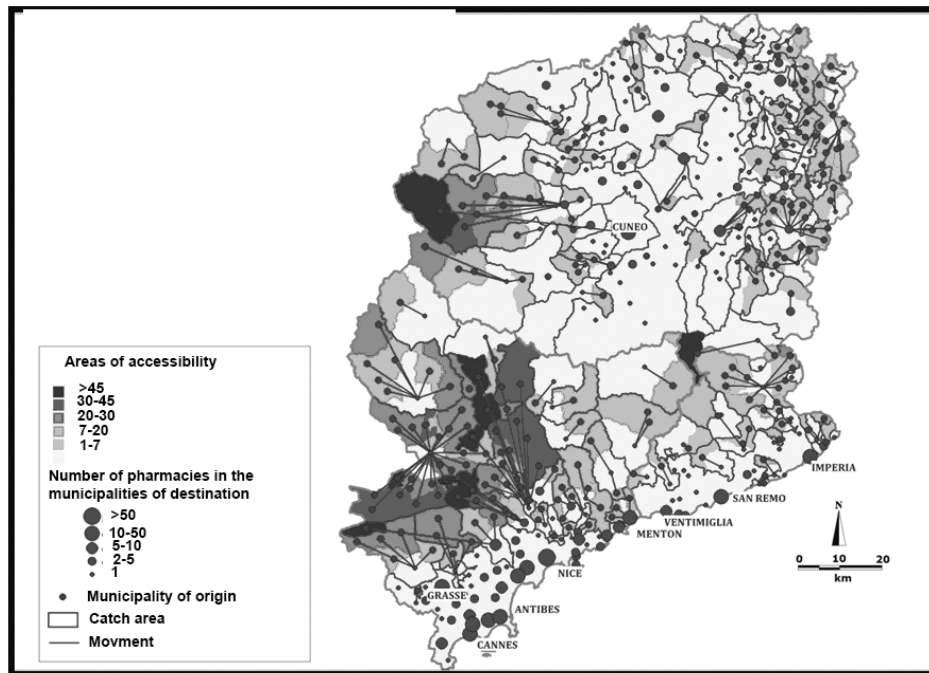 CUNEO
Areas of accessibility
>45
30-45
20-30
7-20
1-7
Number of pharmacies in the
municipalities of destination
>50
10-50
5-10
2-5
1
Municipality of origin
Catch area
Movment
IMPERIA
SAN REMO
VENTIMIGLIA
MENTON
NICE
GRASSE
ANTIBES
CANNES
N
0 10 20
km